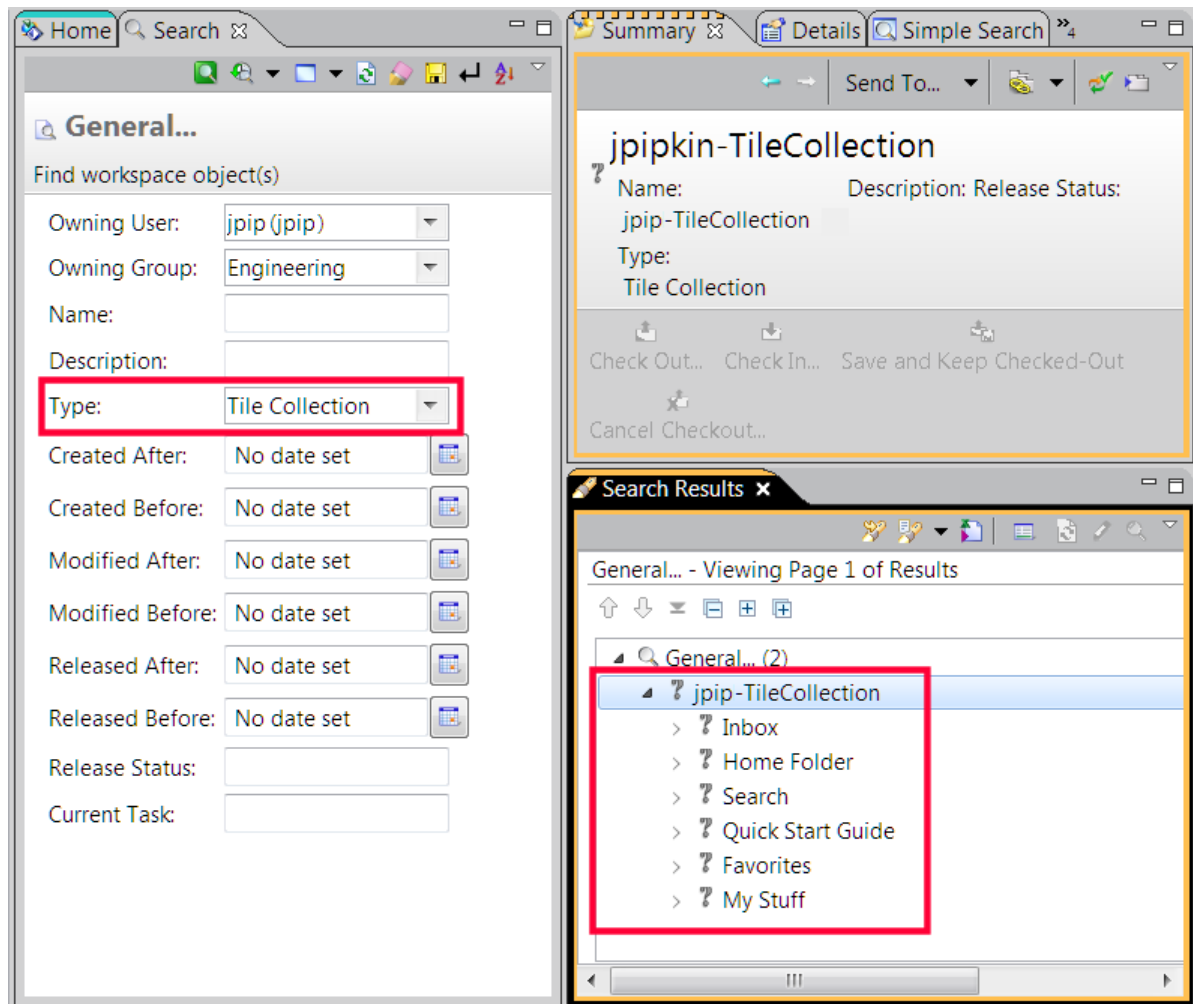 Home
Search
General...
Find workspace object(s)
Owning User: jpip (jpip)
Owning Group: Engineering
Name:
Description:
Type: Tile Collection
Created After: No date set
Created Before: No date set
Modified After: No date set
Modified Before: No date set
Released After: No date set
Released Before: No date set
Release Status:
Current Task:
Summary
Details
Simple Search
»4
Send To...
jpipkin-TileCollection
Name: Description: Release Status:
jpip-TileCollection
Type:
Tile Collection
Check Out... Check In... Save and Keep Checked-Out
Cancel Checkout...
Search Results
General... - Viewing Page 1 of Results
General... (2)
jpip-TileCollection
Inbox
Home Folder
Search
Quick Start Guide
Favorites
My Stuff